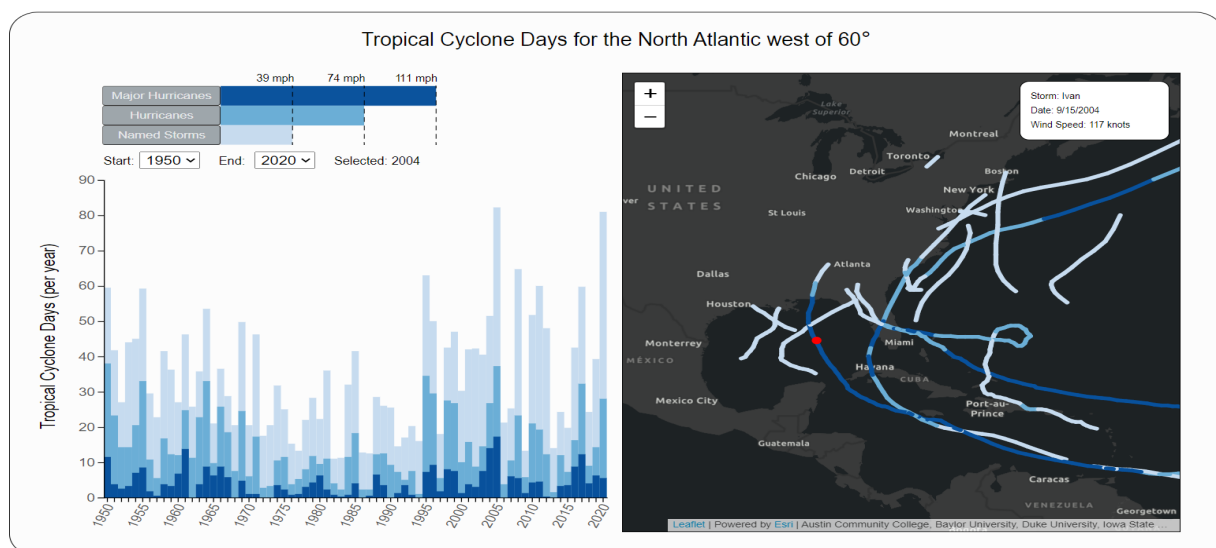 Tropical Cyclone Days for the North Atlantic west of 60°
39 mph 74 mph 111 mph
Major Hurricanes
Hurricanes
Named Storms
Start: 1950 End: 2020 Selected: 2004
Tropical Cyclone Days (per year)
90
80
70
60
50
40
30
20
10
0
1950 1955 1960 1965 1970 1975 1980 1985 1990 1995 2000 2005 2010 2015 2020
+
−
Storm: Ivan
Date: 9/15/2004
Wind Speed: 117 knots
Lake
Superior
Montreal
Toronto
Boston
Chicago
Detroit
New York
UNITED
STATES
ver
St Louis
Washington
Atlanta
Dallas
Houston
Monterrey
Miami
MÉXICO
Havana
CUBA
Mexico City
Port-au-
Prince
Guatemala
Caracas
VENEZUELA
Georgetown
Leaflet | Powered by Esri | Austin Community College, Baylor University, Duke University, Iowa State ...